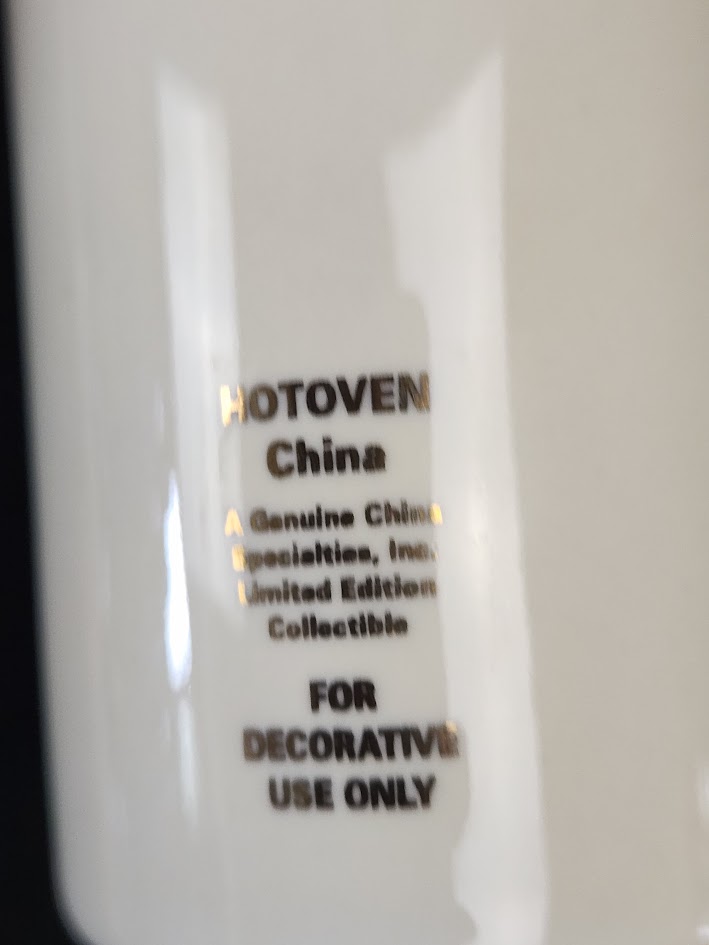 HOTOVEN
China
A Genuine China
Specialties, Inc.
Limited Edition
Collectible
FOR
DECORATIVE
USE ONLY